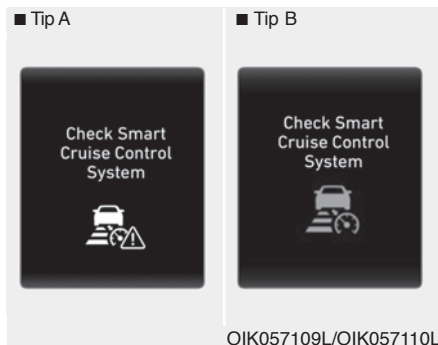 ■ Tip A
■ Tip B
Check Smart
Cruise Control
System
Check Smart
Cruise Control
System
OIK057109L/OIK057110L